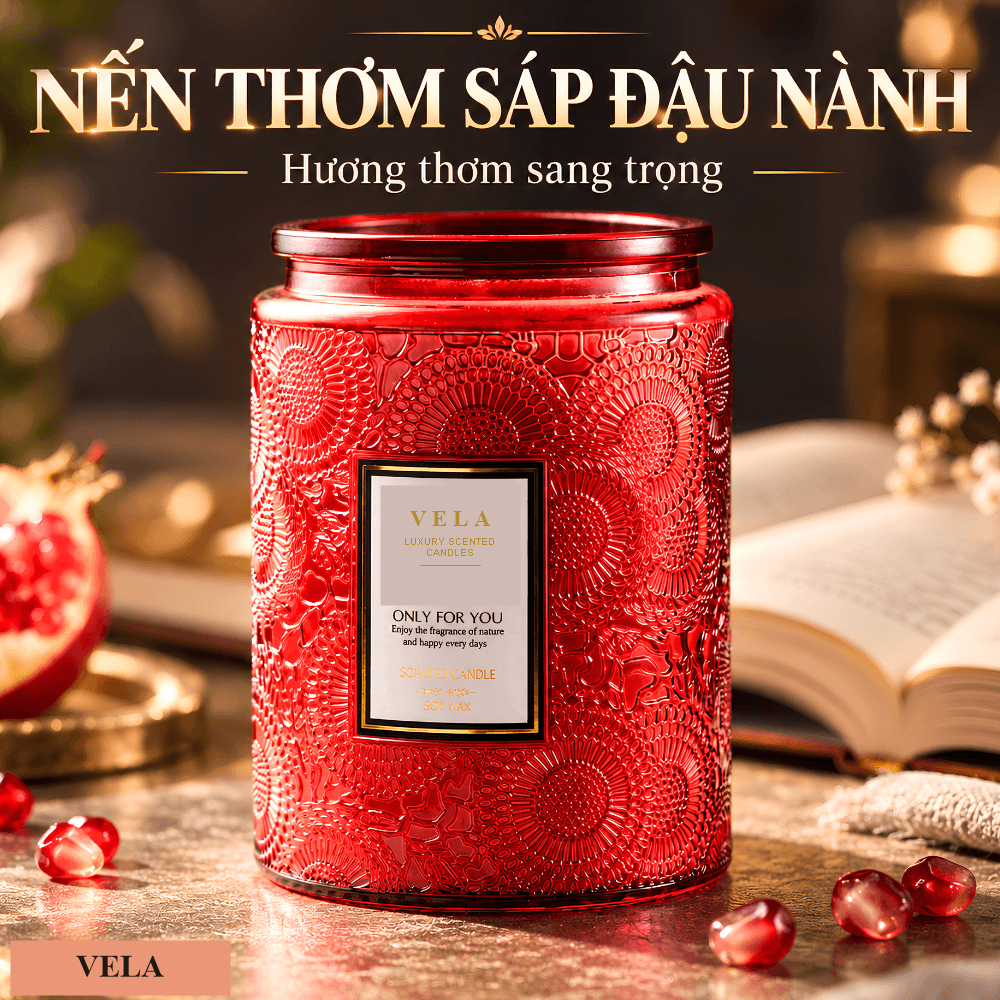 NẾN THƠM SÁP ĐẬU NÀNH
Hương thơm sang trọng
VELA
LUXURY SCENTED
CANDLES
ONLY FOR YOU
Enjoy the fragrance of nature
and happy every days
SCENTED CANDLE
SOY WAX
VELA